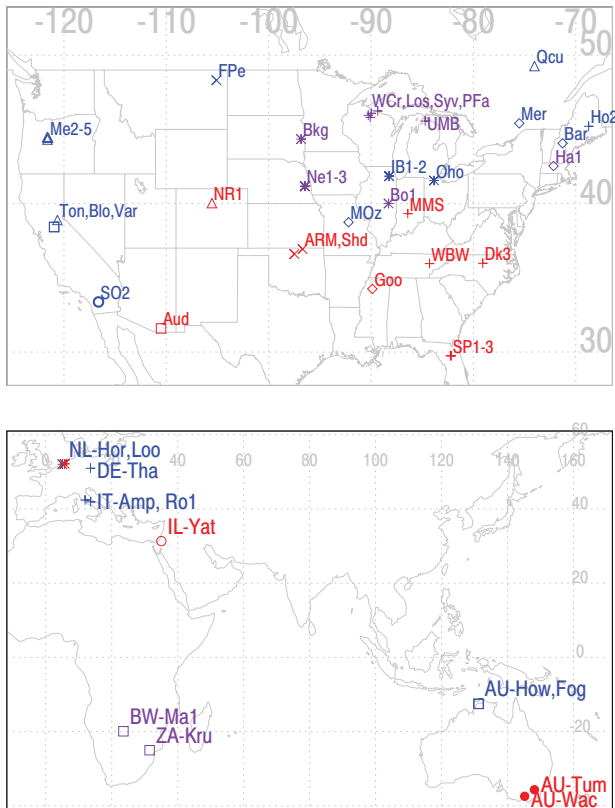 -120 -110 -100 -90 -80 -70
50
Qcu
FPe
WCr,Los,Syv,PFa
Me2-5
Mer
Ho2
UMB
Bkg
Bar
Ha1
IB1-2
Oho
Ne1-3
NR1
Bo1
MMS
40
Ton,Blo,Var
MOz
ARM,Shd
WBW
Dk3
Goo
SO2
Aud
SP1-3
30
60
NL-Hor,Loo
0 20 40 60 80 100 120 140 160
DE-Tha
IT-Amp, Ro1
40
IL-Yat
20
0
AU-How,Fog
BW-Ma1
ZA-Kru
-20
AU-Tum
AU-Wac